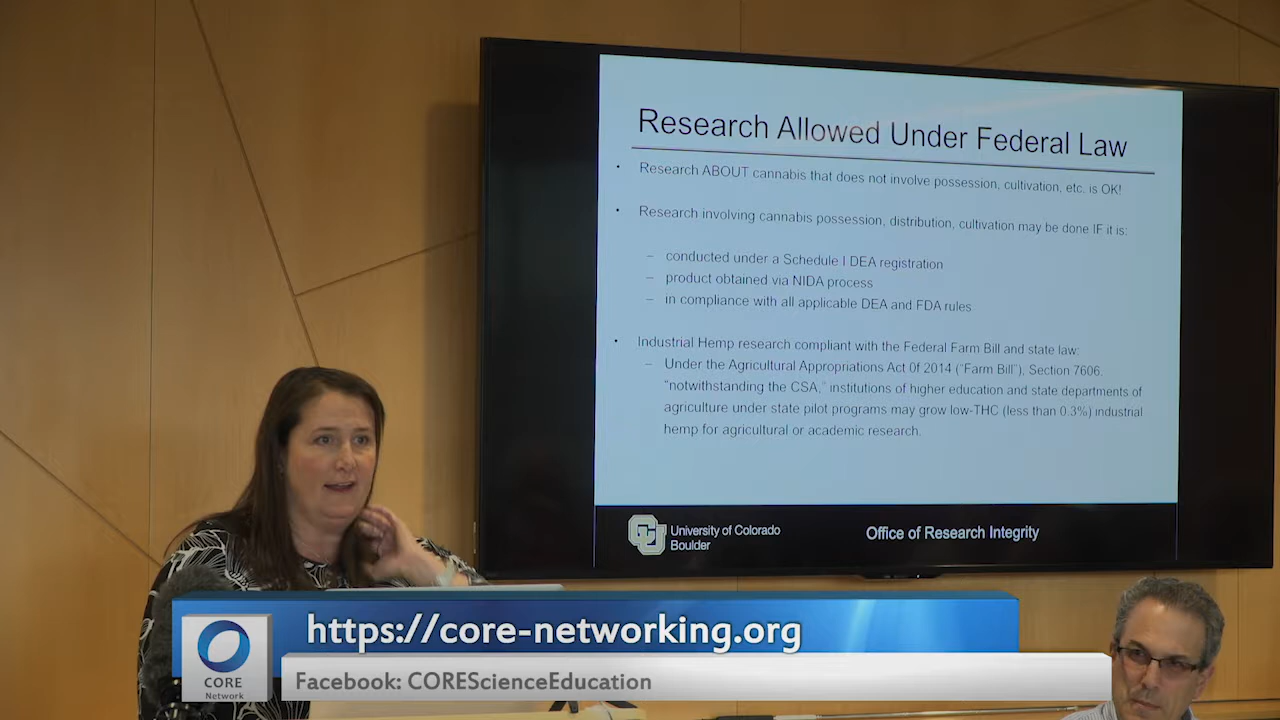 Research Allowed Under Federal Law
• Research ABOUT cannabis that does not involve possession, cultivation, etc. is OK!
• Research involving cannabis possession, distribution, cultivation may be done IF it is:
– conducted under a Schedule I DEA registration
– product obtained via NIDA process
– in compliance with all applicable DEA and FDA rules
• Industrial Hemp research compliant with the Federal Farm Bill and state law:
– Under the Agricultural Appropriations Act 0f 2014 ("Farm Bill"), Section 7606,
"notwithstanding the CSA," institutions of higher education and state departments of
agriculture under state pilot programs may grow low-THC (less than 0.3%) industrial
hemp for agricultural or academic research.
CU
University of Colorado
Boulder
Office of Research Integrity
https://core-networking.org
CORE
Network
Facebook: COREScienceEducation